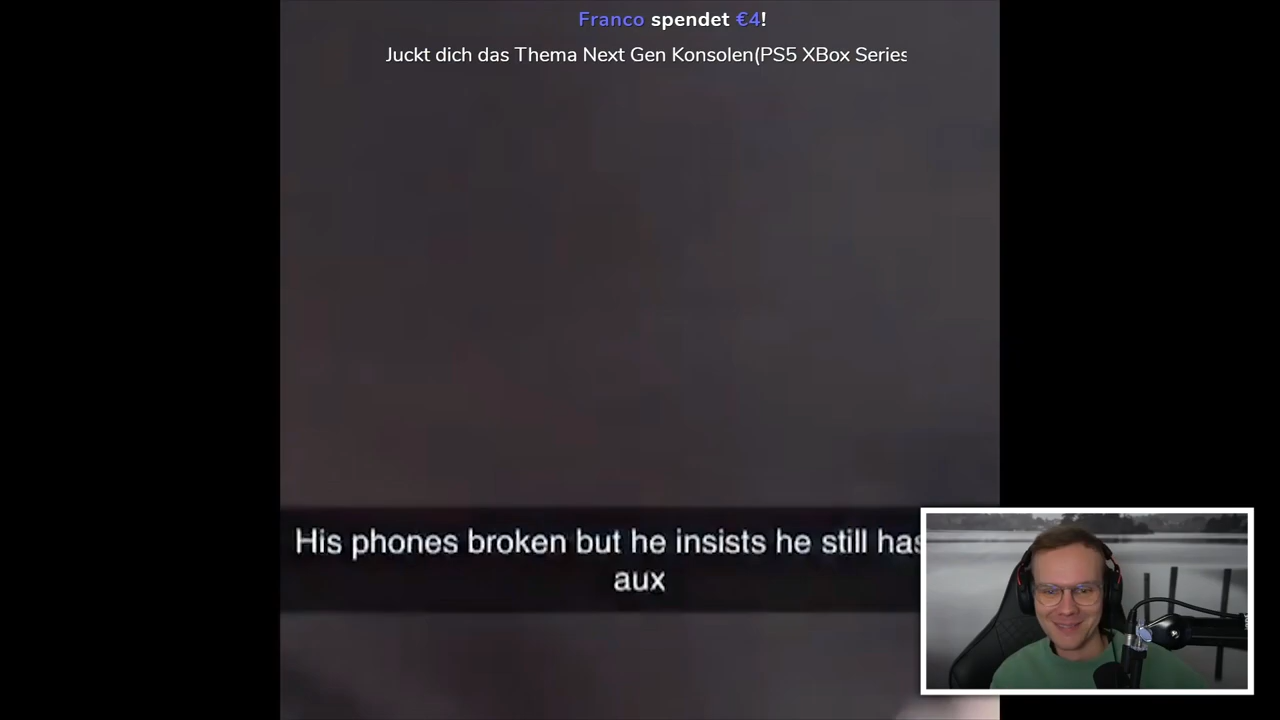 Franco spendet €4!
Juckt dich das Thema Next Gen Konsolen(PS5 XBox Series
His phones broken but he insists he still has
aux